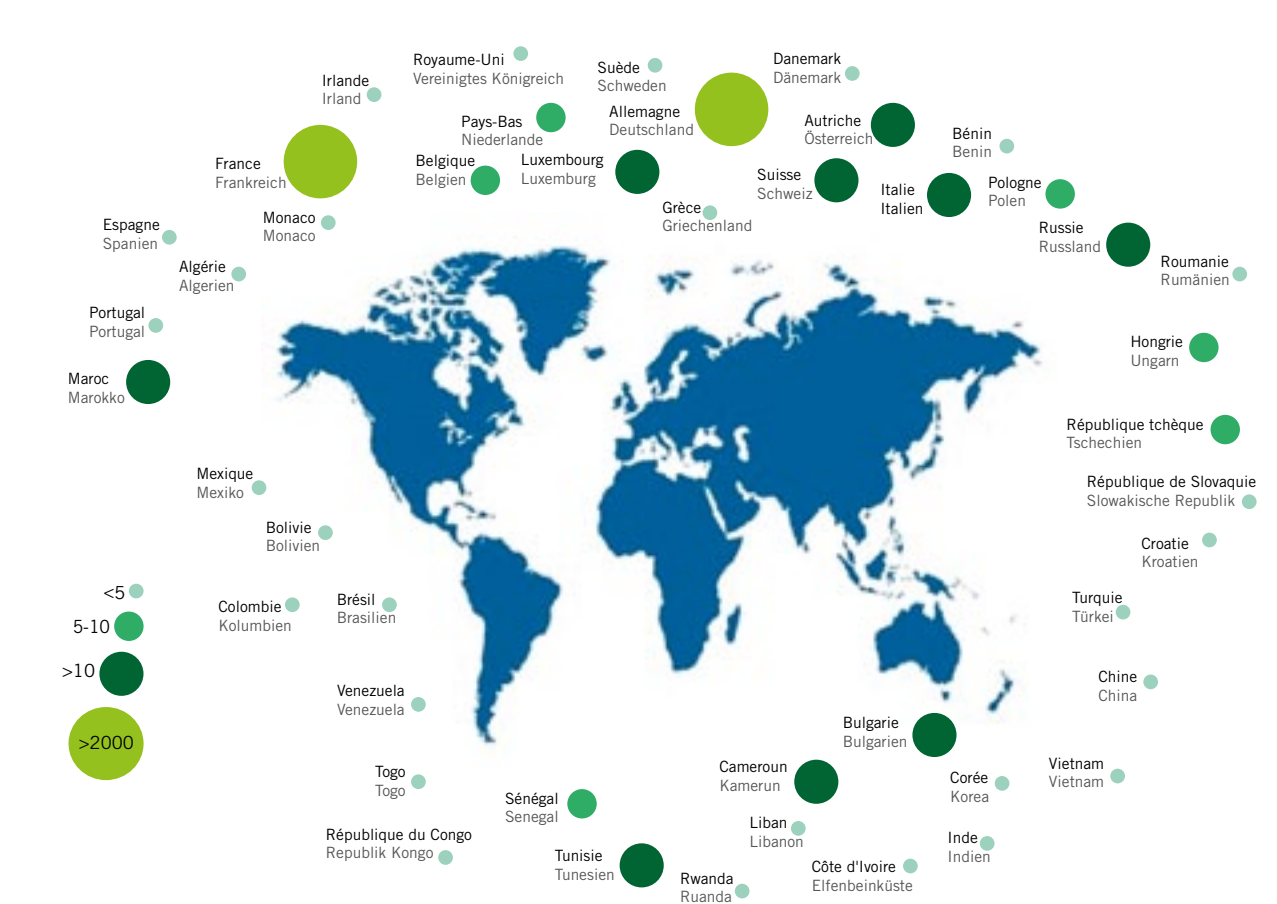 Royaume-Uni
Vereinigtes Königreich
Suède
Schweden
Danemark
Dänemark
Irlande
Irland
Pays-Bas
Niederlande
Allemagne
Deutschland
Autriche
Österreich
Bénin
Benin
France
Frankreich
Belgique
Belgien
Luxembourg
Luxemburg
Suisse
Schweiz
Italie
Italien
Pologne
Polen
Monaco
Monaco
Grèce
Griechenland
Espagne
Spanien
Russie
Russland
Algérie
Algerien
Roumanie
Rumänien
Portugal
Portugal
Hongrie
Ungarn
Maroc
Marokko
République tchèque
Tschechien
Mexique
Mexiko
République de Slovaquie
Slowakische Republik
Bolivie
Bolivien
Croatie
Kroatien
<5
5-10
>10
>2000
Colombie
Kolumbien
Brésil
Brasilien
Turquie
Türkei
Venezuela
Venezuela
Chine
China
Bulgarie
Bulgarien
Togo
Togo
Cameroun
Kamerun
Corée
Korea
Vietnam
Vietnam
Sénégal
Senegal
Liban
Libanon
République du Congo
Republik Kongo
Inde
Indien
Tunisie
Tunesien
Rwanda
Ruanda
Côte d'Ivoire
Elfenbeinküste